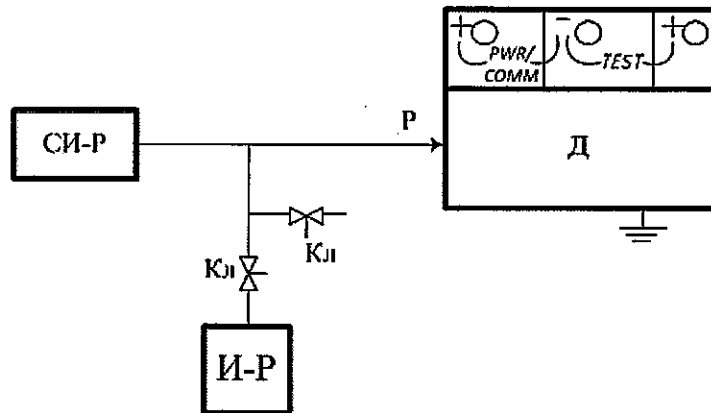 + PWR/ - TEST +
COMM
СИ-Р
Р
Д
Кл
Кл
И-Р